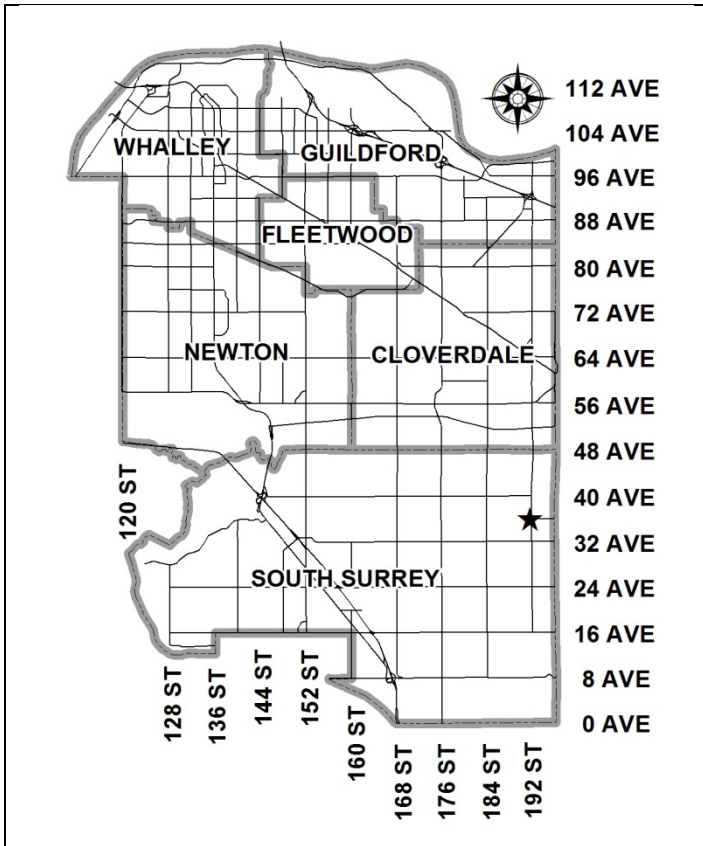 112 AVE
104 AVE
WHALLEY
GUILDFORD
96 AVE
88 AVE
FLEETWOOD
80 AVE
72 AVE
NEWTON
CLOVERDALE
64 AVE
56 AVE
48 AVE
120 ST
40 AVE
32 AVE
SOUTH SURREY
24 AVE
16 AVE
128 ST
136 ST
144 ST
152 ST
8 AVE
160 ST
0 AVE
168 ST
176 ST
184 ST
192 ST